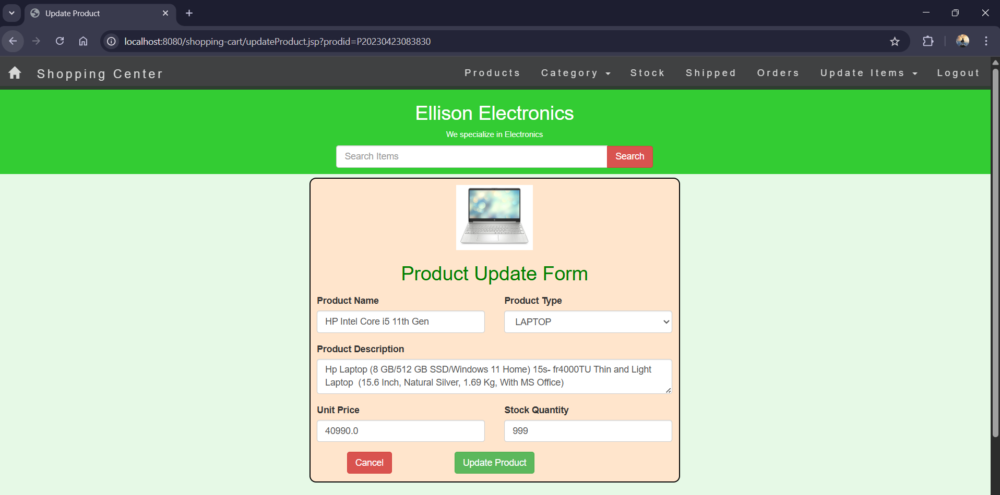 Update Product
localhost:8080/shopping-cart/updateProduct.jsp?prodid=P20230423083830
Shopping Center Products Category Stock Shipped Orders Update Items Logout
Ellison Electronics
We specialize in Electronics
Search Items Search
Product Update Form
Product Name Product Type
HP Intel Core i5 11th Gen LAPTOP
Product Description
Hp Laptop (8 GB/512 GB SSD/Windows 11 Home) 15s- fr4000TU Thin and Light
Laptop  (15.6 Inch, Natural Silver, 1.69 Kg, With MS Office)
Unit Price Stock Quantity
40990.0 999
Cancel Update Product